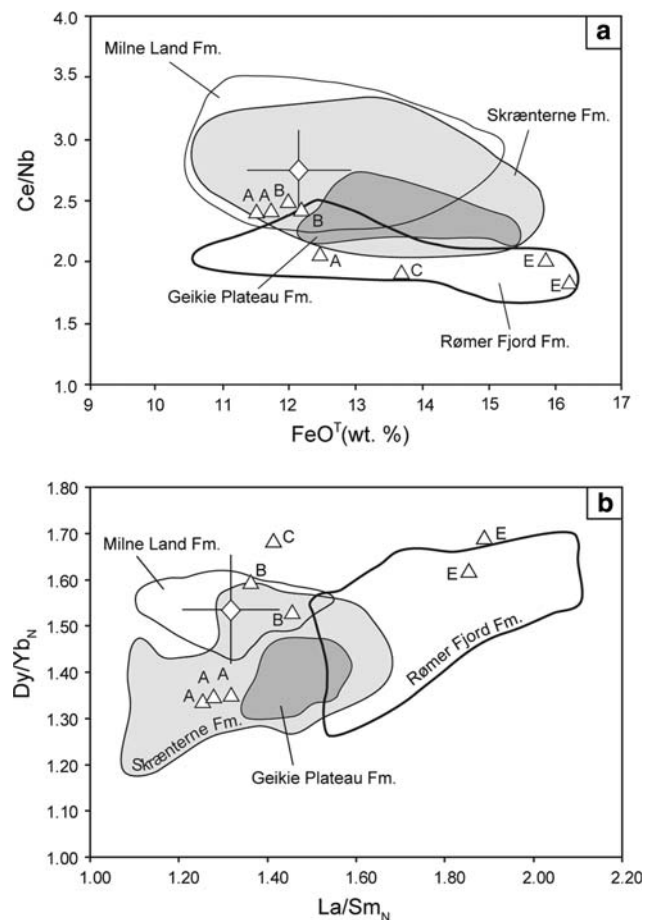 a
4.0
3.5
3.0
2.5
2.0
1.5
1.0
Ce/Nb
Milne Land Fm.
Skrænterne Fm.
A A B
B
A
C
E
E
Geikie Plateau Fm.
Rømer Fjord Fm.
9 10 11 12 13 14 15 16 17
FeOᵀ(wt. %)
b
1.80
1.70
1.60
1.50
1.40
1.30
1.20
1.00
Dy/Yb_N
Milne Land Fm.
C
E
E
B
B
A A
A
Rømer Fjord Fm.
Skrænterne Fm.
Geikie Plateau Fm.
1.00 1.20 1.40 1.60 1.80 2.00 2.20
La/Sm_N